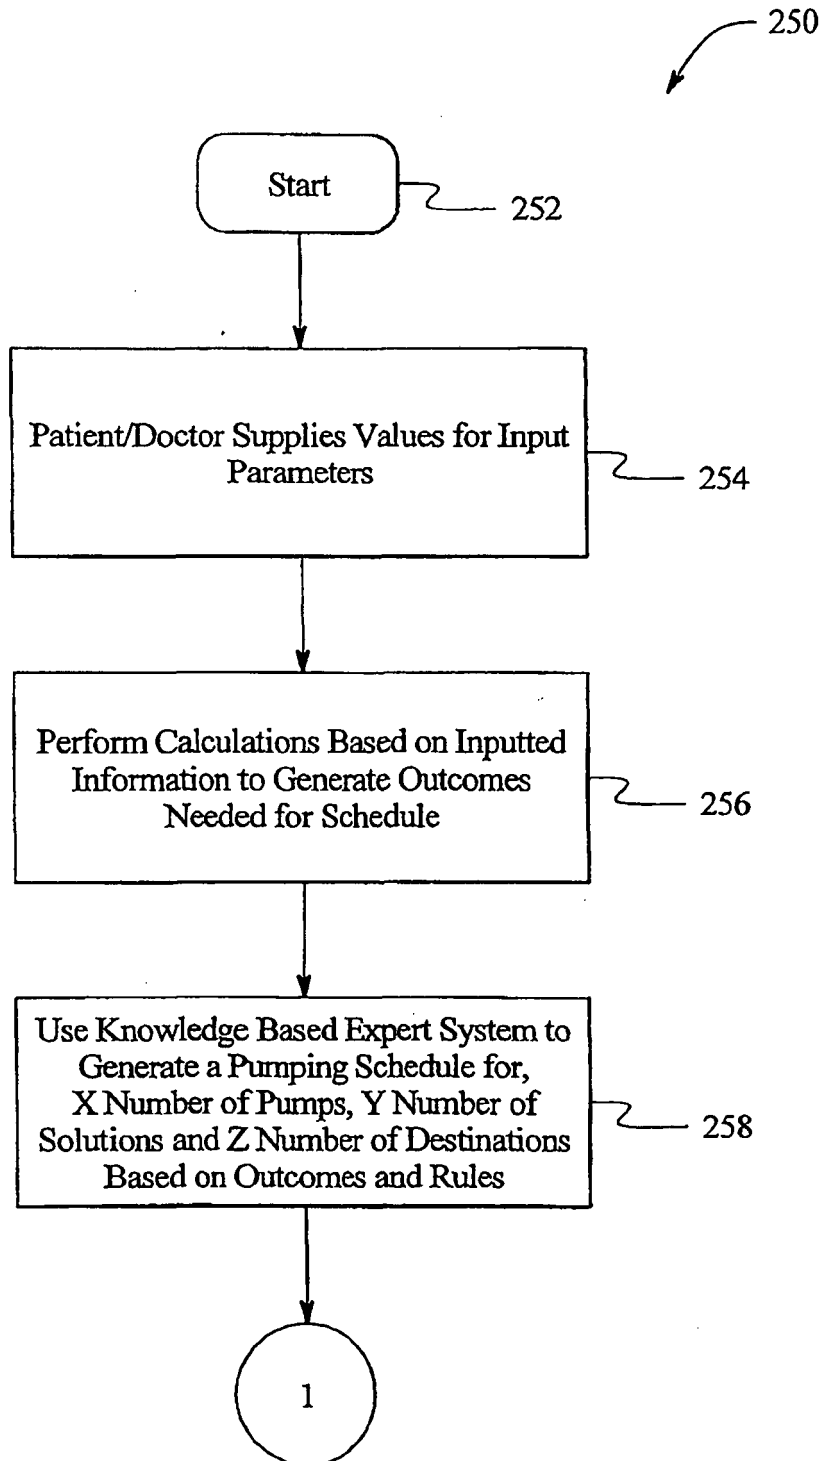 250
Start
252
Patient/Doctor Supplies Values for Input
Parameters
254
Perform Calculations Based on Inputted
Information to Generate Outcomes
Needed for Schedule
256
Use Knowledge Based Expert System to
Generate a Pumping Schedule for,
X Number of Pumps, Y Number of
Solutions and Z Number of Destinations
Based on Outcomes and Rules
258
1